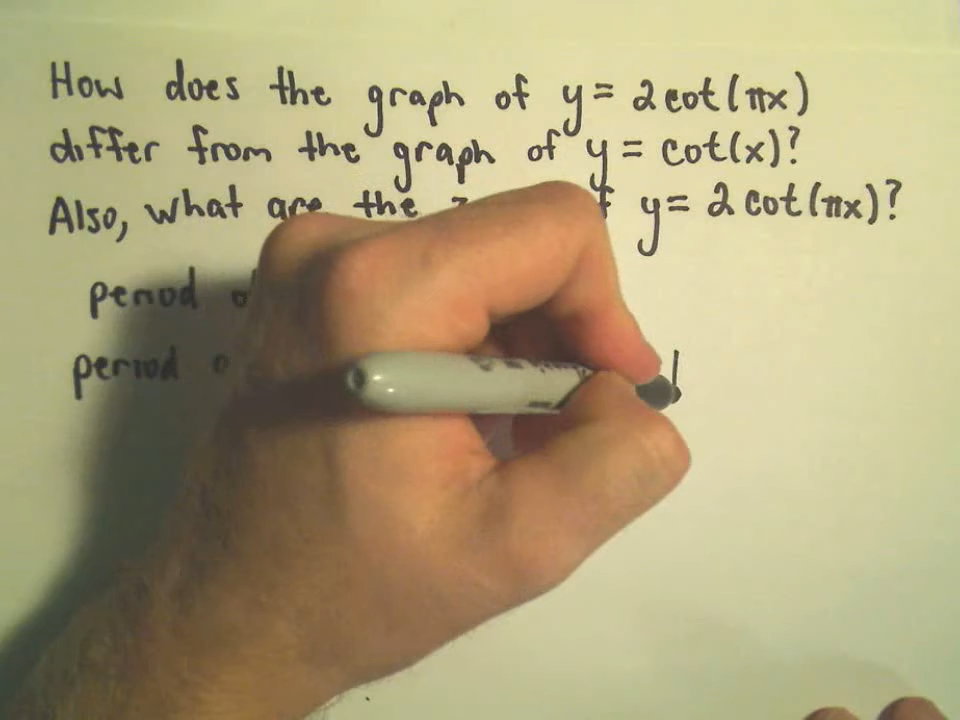 How does the graph of y = 2cot(πx)
differ from the graph of y = cot(x)?
Also, what are the y = 2cot(πx)?
period
period